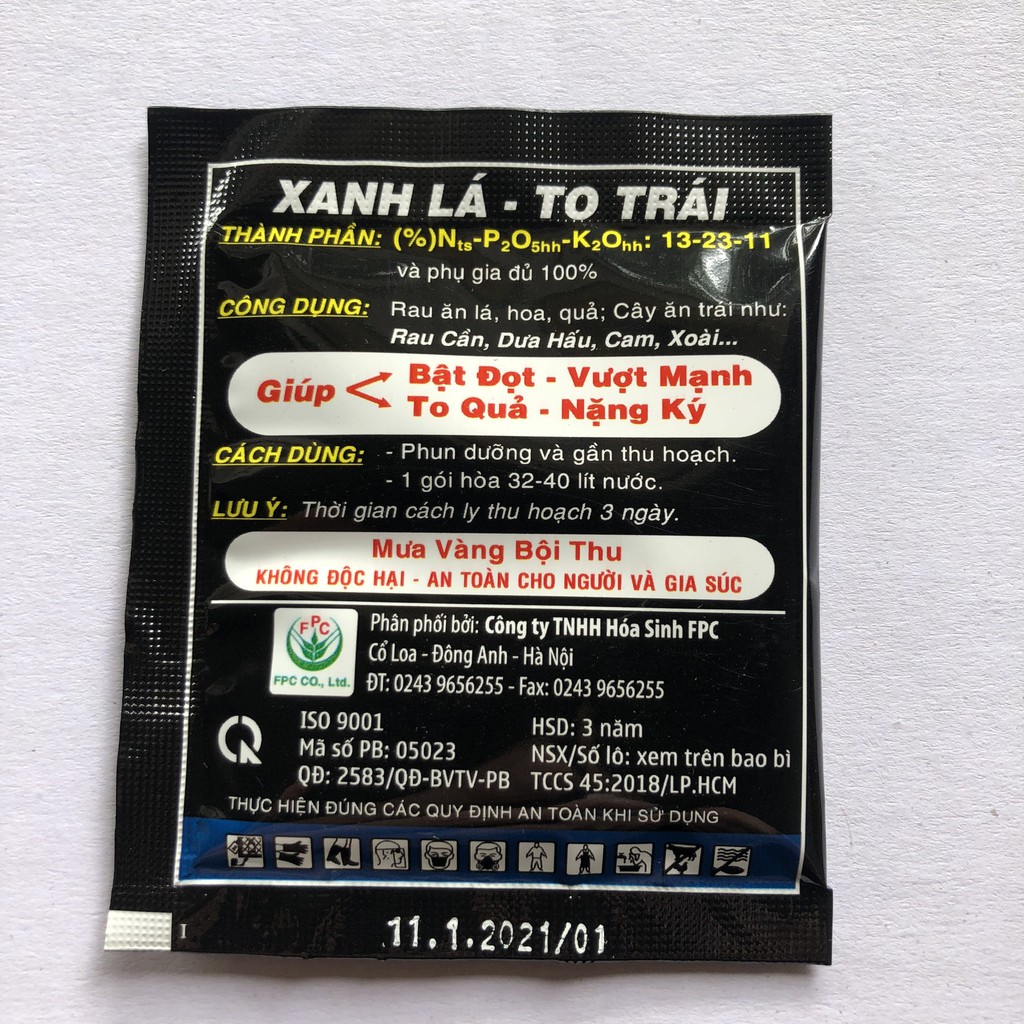 XANH LÁ - TO TRÁI
THÀNH PHẦN: (%)Nts-P2O5hh-K2Ohh: 13-23-11
và phụ gia đủ 100%
CÔNG DỤNG: Rau ăn lá, hoa, quả; Cây ăn trái như:
Rau Cần, Dưa Hấu, Cam, Xoài...
Giúp
Bật Đọt - Vượt Mạnh
To Quả - Nặng Ký
CÁCH DÙNG: - Phun dưỡng và gần thu hoạch.
- 1 gói hòa 32-40 lít nước.
LƯU Ý: Thời gian cách ly thu hoạch 3 ngày.
Mưa Vàng Bội Thu
KHÔNG ĐỘC HẠI - AN TOÀN CHO NGƯỜI VÀ GIA SÚC
FPC
FPC CO., Ltd.
Phân phối bởi: Công ty TNHH Hóa Sinh FPC
Cổ Loa - Đông Anh - Hà Nội
ĐT: 0243 9656255 - Fax: 0243 9656255
ISO 9001
Mã số PB: 05023
QĐ: 2583/QĐ-BVTV-PB
HSD: 3 năm
NSX/Số lô: xem trên bao bì
TCCS 45:2018/LP.HCM
THỰC HIỆN ĐÚNG CÁC QUY ĐỊNH AN TOÀN KHI SỬ DỤNG
I
11.1.2021/01